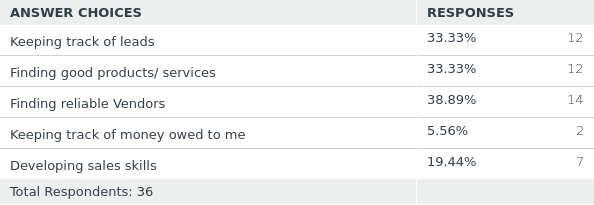 ANSWER CHOICES RESPONSES
Keeping track of leads 33.33% 12
Finding good products/ services 33.33% 12
Finding reliable Vendors 38.89% 14
Keeping track of money owed to me 5.56% 2
Developing sales skills 19.44% 7
Total Respondents: 36